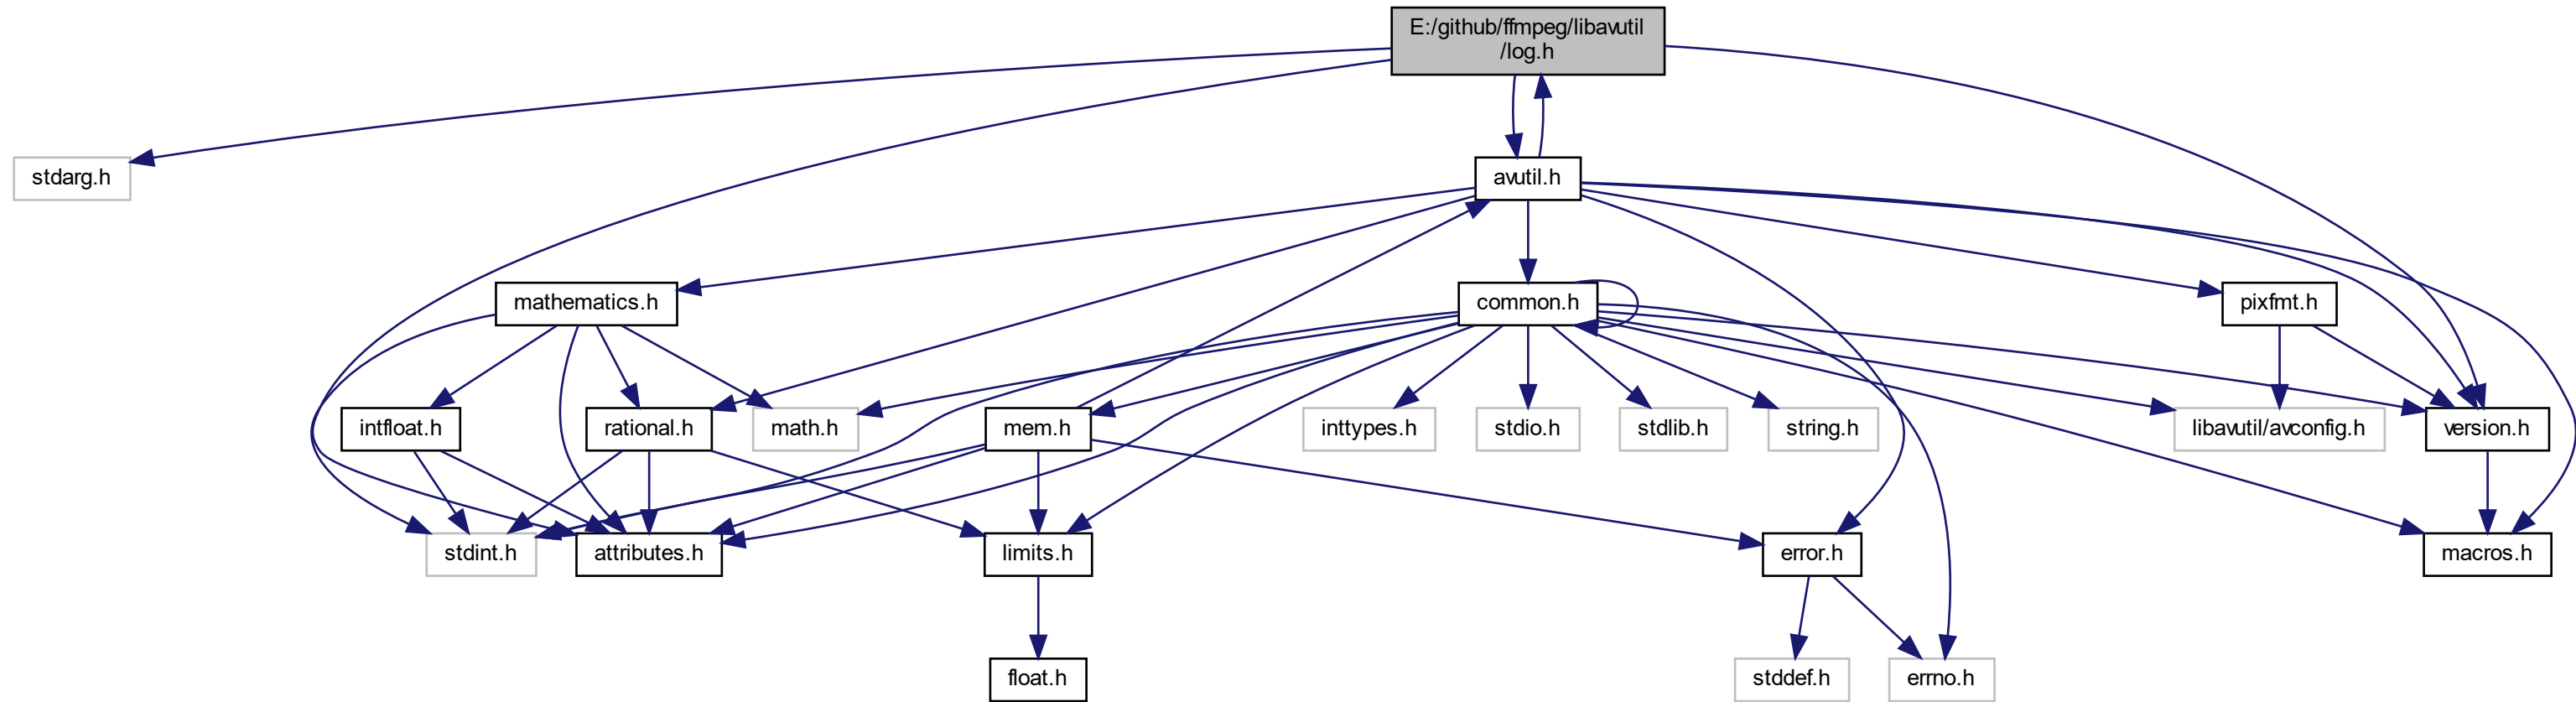 E:/github/ffmpeg/libavutil
/log.h
stdarg.h
avutil.h
mathematics.h
common.h
pixfmt.h
intfloat.h
rational.h
math.h
mem.h
inttypes.h
stdio.h
stdlib.h
string.h
libavutil/avconfig.h
version.h
stdint.h
attributes.h
limits.h
error.h
macros.h
float.h
stddef.h
errno.h